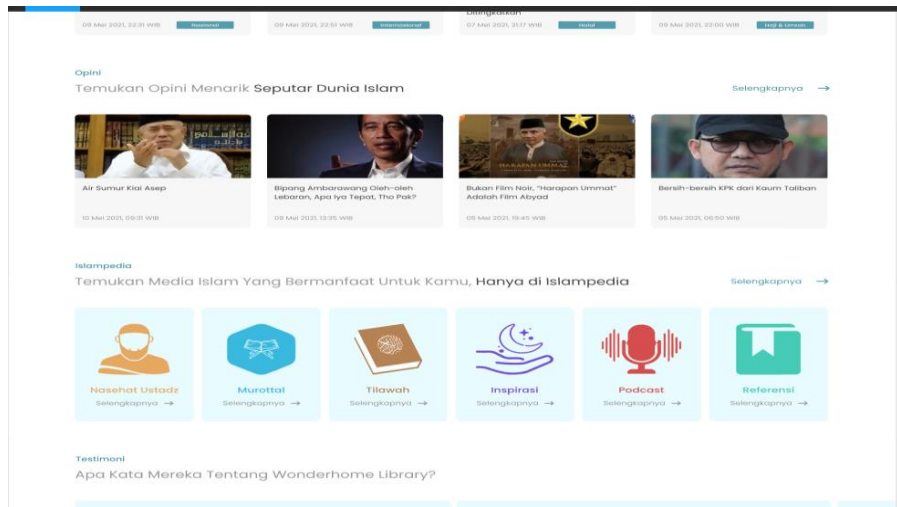 Ditingkatkan
09 Mei 2021, 22:31 WIB Nasional
09 Mei 2021, 22:51 WIB Internasional
07 Mei 2021, 21:17 WIB Halal
09 Mei 2021, 22:00 WIB Haji & Umroh
Opini
Temukan Opini Menarik Seputar Dunia Islam
Selengkapnya →
Air Sumur Kiai Asep
10 Mei 2021, 09:31 WIB
Bipang Ambarawang Oleh-oleh
Lebaran, Apa Iya Tepat, Tho Pak?
09 Mei 2021, 13:35 WIB
HARAPAN UMMAT
Bukan Film Noir, "Harapan Ummat"
Adalah Film Abyad
05 Mei 2021, 19:45 WIB
Bersih-bersih KPK dari Kaum Taliban
05 Mei 2021, 06:50 WIB
Islampedia
Temukan Media Islam Yang Bermanfaat Untuk Kamu, Hanya di Islampedia
Selengkapnya →
Nasehat Ustadz
Selengkapnya →
Murottal
Selengkapnya →
Tilawah
Selengkapnya →
Inspirasi
Selengkapnya →
Podcast
Selengkapnya →
Referensi
Selengkapnya →
Testimoni
Apa Kata Mereka Tentang Wonderhome Library?